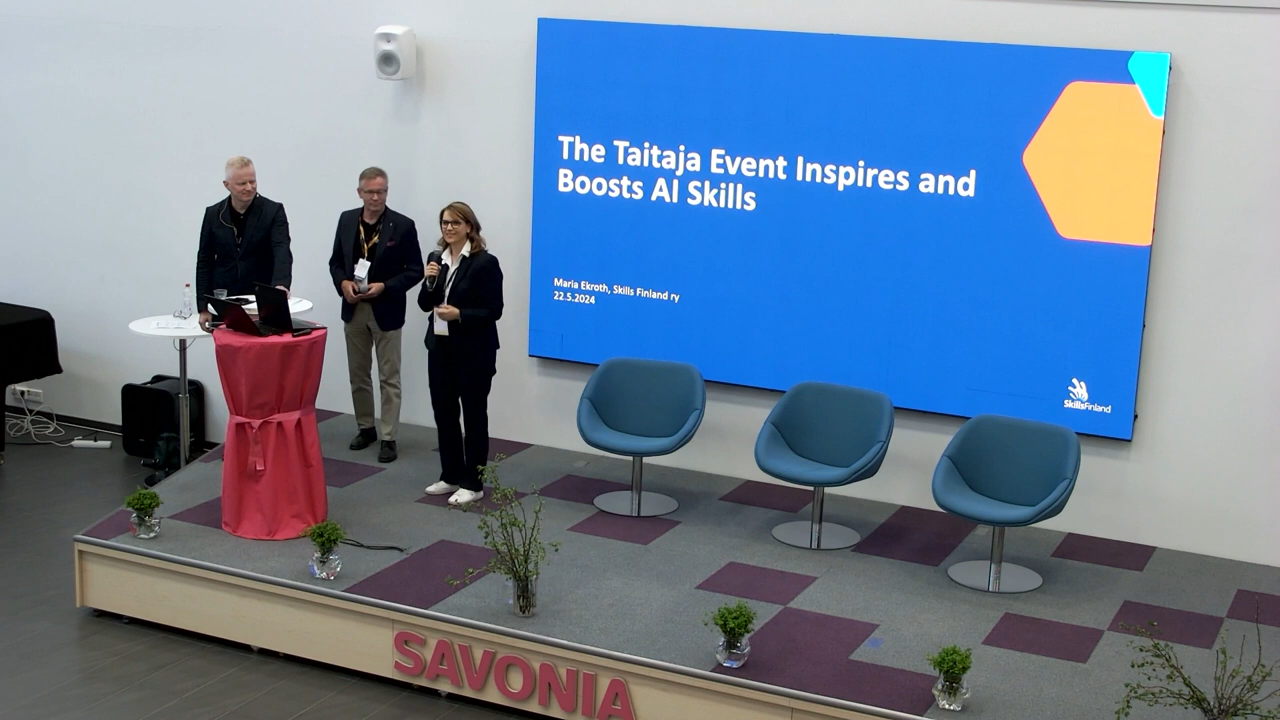 The Taitaja Event Inspires and
Boosts AI Skills
Maria Ekroth, Skills Finland ry
22.5.2024
SkillsFinland
SAVONIA